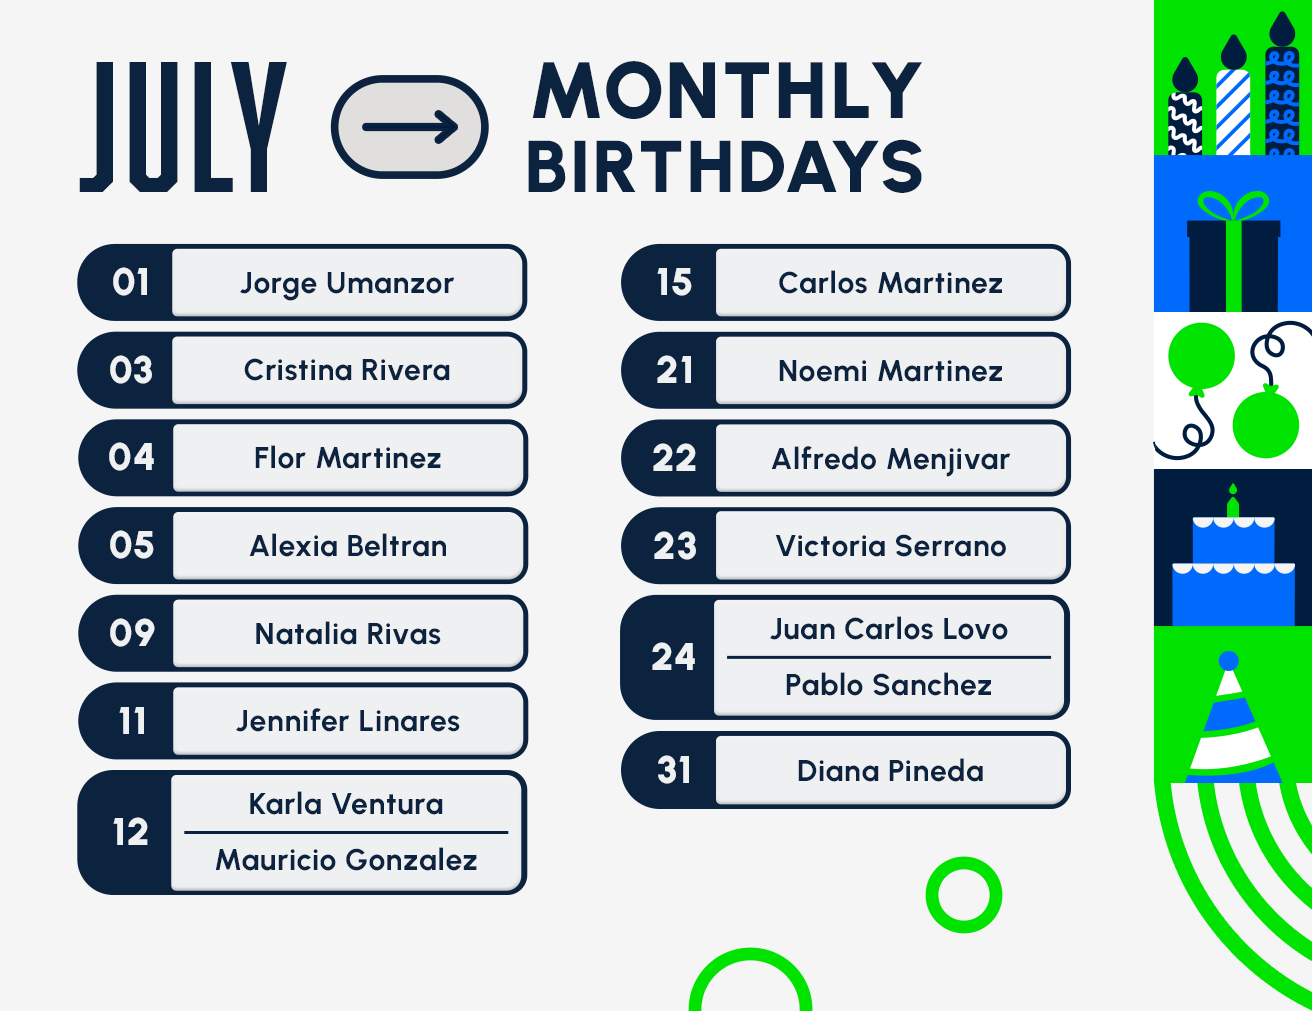 JULY
MONTHLY
BIRTHDAYS
01 Jorge Umanzor
03 Cristina Rivera
04 Flor Martinez
05 Alexia Beltran
09 Natalia Rivas
11 Jennifer Linares
12 Karla Ventura
Mauricio Gonzalez
15 Carlos Martinez
21 Noemi Martinez
22 Alfredo Menjivar
23 Victoria Serrano
24 Juan Carlos Lovo
Pablo Sanchez
31 Diana Pineda